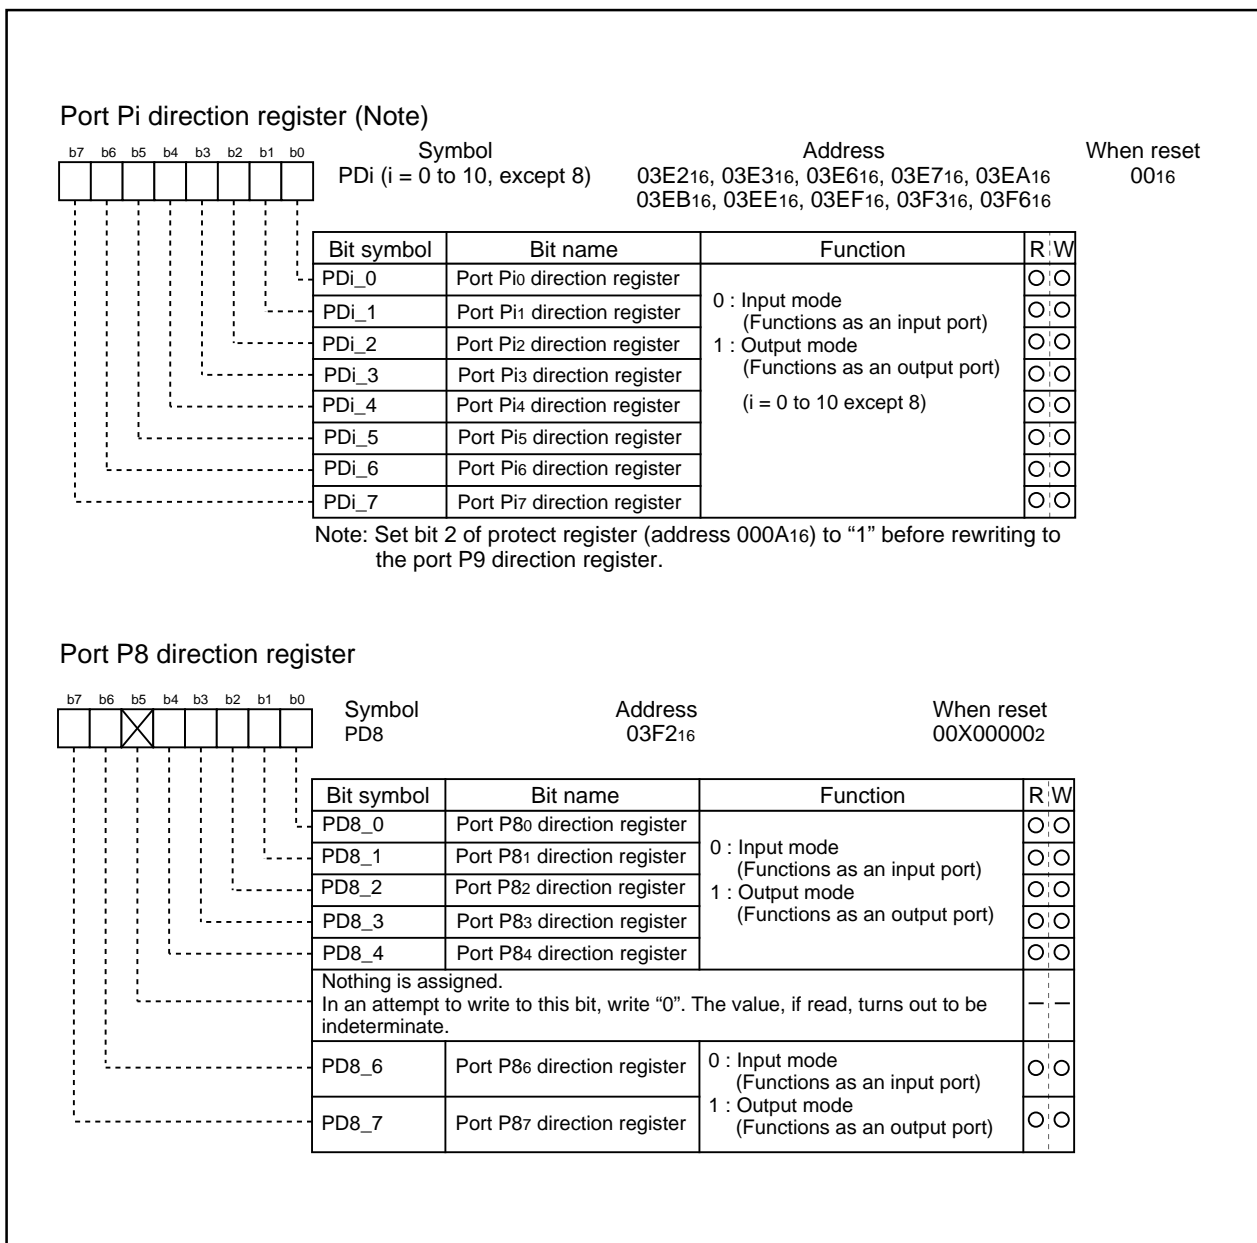 Port Pi direction register (Note)
b7 b6 b5 b4 b3 b2 b1 b0
Symbol Address When reset
PDi (i = 0 to 10, except 8) 03E216, 03E316, 03E616, 03E716, 03EA16 0016
03EB16, 03EE16, 03EF16, 03F316, 03F616
Bit symbol Bit name Function R W
PDi_0 Port Pi0 direction register
PDi_1 Port Pi1 direction register
PDi_2 Port Pi2 direction register
PDi_3 Port Pi3 direction register
PDi_4 Port Pi4 direction register
PDi_5 Port Pi5 direction register
PDi_6 Port Pi6 direction register
PDi_7 Port Pi7 direction register
0 : Input mode
(Functions as an input port)
1 : Output mode
(Functions as an output port)
(i = 0 to 10 except 8)
Note: Set bit 2 of protect register (address 000A16) to “1” before rewriting to
the port P9 direction register.
Port P8 direction register
b7 b6 b5 b4 b3 b2 b1 b0
Symbol Address When reset
PD8 03F216 00X000002
Bit symbol Bit name Function R W
PD8_0 Port P80 direction register
PD8_1 Port P81 direction register
PD8_2 Port P82 direction register
PD8_3 Port P83 direction register
PD8_4 Port P84 direction register
0 : Input mode
(Functions as an input port)
1 : Output mode
(Functions as an output port)
Nothing is assigned.
In an attempt to write to this bit, write “0”. The value, if read, turns out to be
indeterminate.
PD8_6 Port P86 direction register
PD8_7 Port P87 direction register
0 : Input mode
(Functions as an input port)
1 : Output mode
(Functions as an output port)